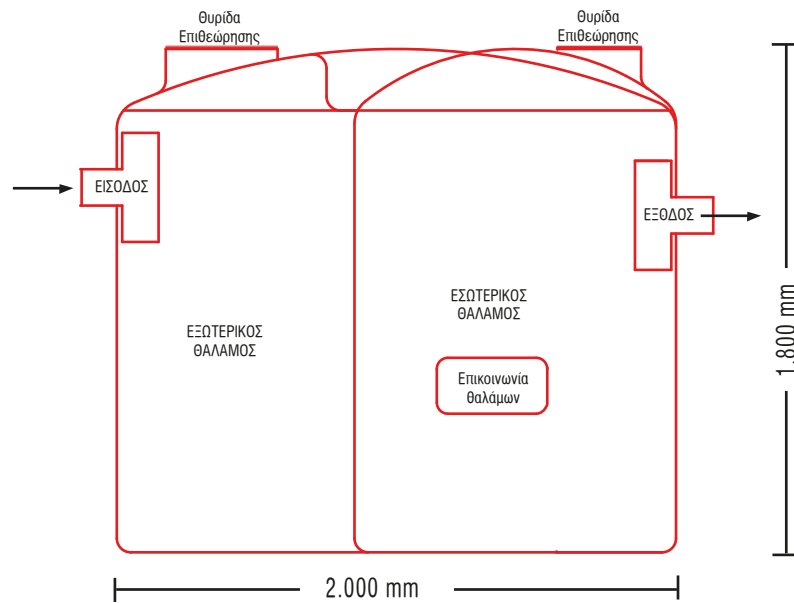 Θυρίδα
Επιθεώρησης
Θυρίδα
Επιθεώρησης
ΕΙΣΟΔΟΣ
ΕΞΟΔΟΣ
ΕΞΩΤΕΡΙΚΟΣ
ΘΑΛΑΜΟΣ
ΕΣΩΤΕΡΙΚΟΣ
ΘΑΛΑΜΟΣ
Επικοινωνία
θαλάμων
1.800 mm
2.000 mm